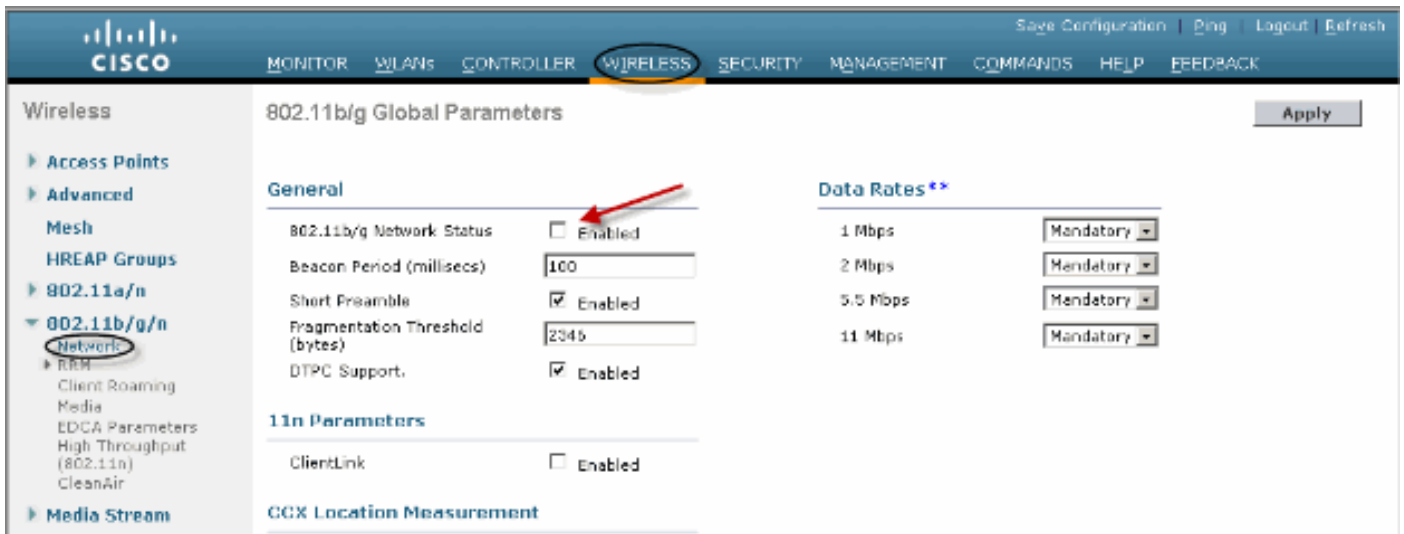 Save Configuration | Ping | Logout | Refresh
CISCO
MONITOR WLANs CONTROLLER WIRELESS SECURITY MANAGEMENT COMMANDS HELP FEEDBACK
Wireless
Access Points
Advanced
Mesh
HREAP Groups
802.11a/n
802.11b/g/n
Network
RRM
Client Roaming
Media
EDCA Parameters
High Throughput
(802.11n)
CleanAir
Media Stream
802.11b/g Global Parameters
Apply
General
802.11b/g Network Status Enabled
Beacon Period (millisecs) 100
Short Preamble Enabled
Fragmentation Threshold
(bytes) 2346
DTPC Support. Enabled
11n Parameters
ClientLink Enabled
CCX Location Measurement
Data Rates**
1 Mbps Mandatory
2 Mbps Mandatory
5.5 Mbps Mandatory
11 Mbps Mandatory